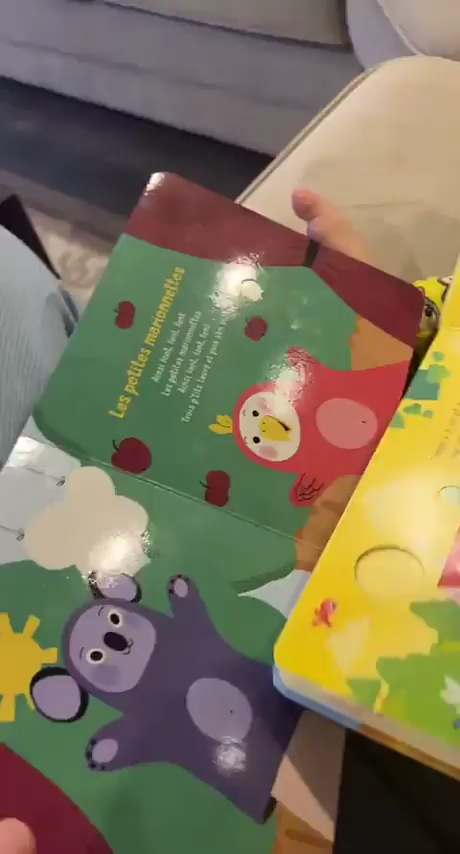 Les petites marionnettes
Ainsi font, font, font
Les petites marionnettes
Ainsi font, font, font
Trois p'tits tours et puis s'en